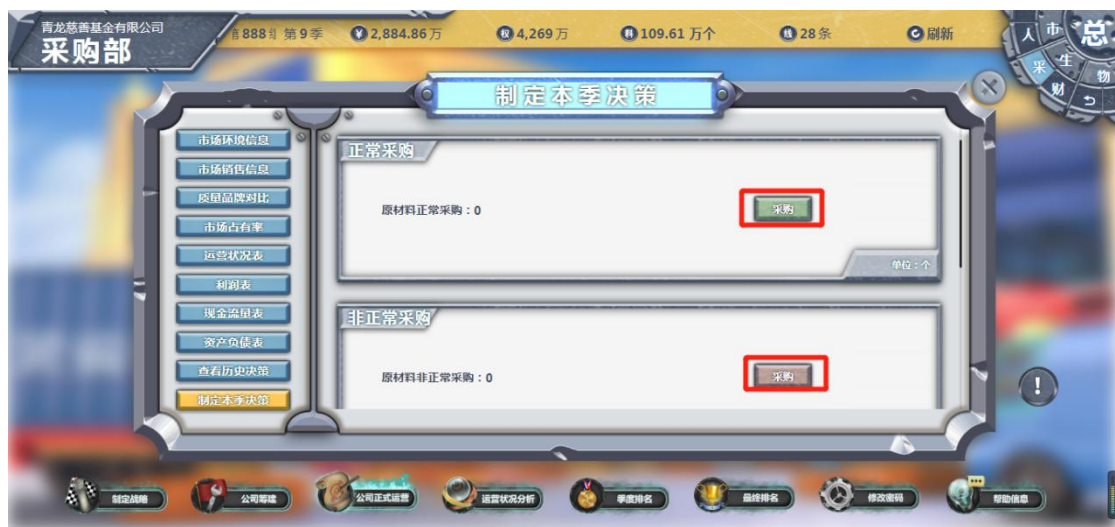 青龙慈善基金有限公司
采购部
888 第9季
2,884.86万
权 4,269万
料 109.61万个
线 28条
刷新
人 市 总
采 生 物
财
制定本季决策
市场环境信息
市场销售信息
质量品牌对比
市场占有率
运营状况表
利润表
现金流量表
资产负债表
查看历史决策
制定本季决策
正常采购
原材料正常采购：0
采购
单位：个
非正常采购
原材料非正常采购：0
采购
制定战略
公司筹建
公司正式运营
运营状况分析
季度排名
最终排名
修改密码
帮助信息